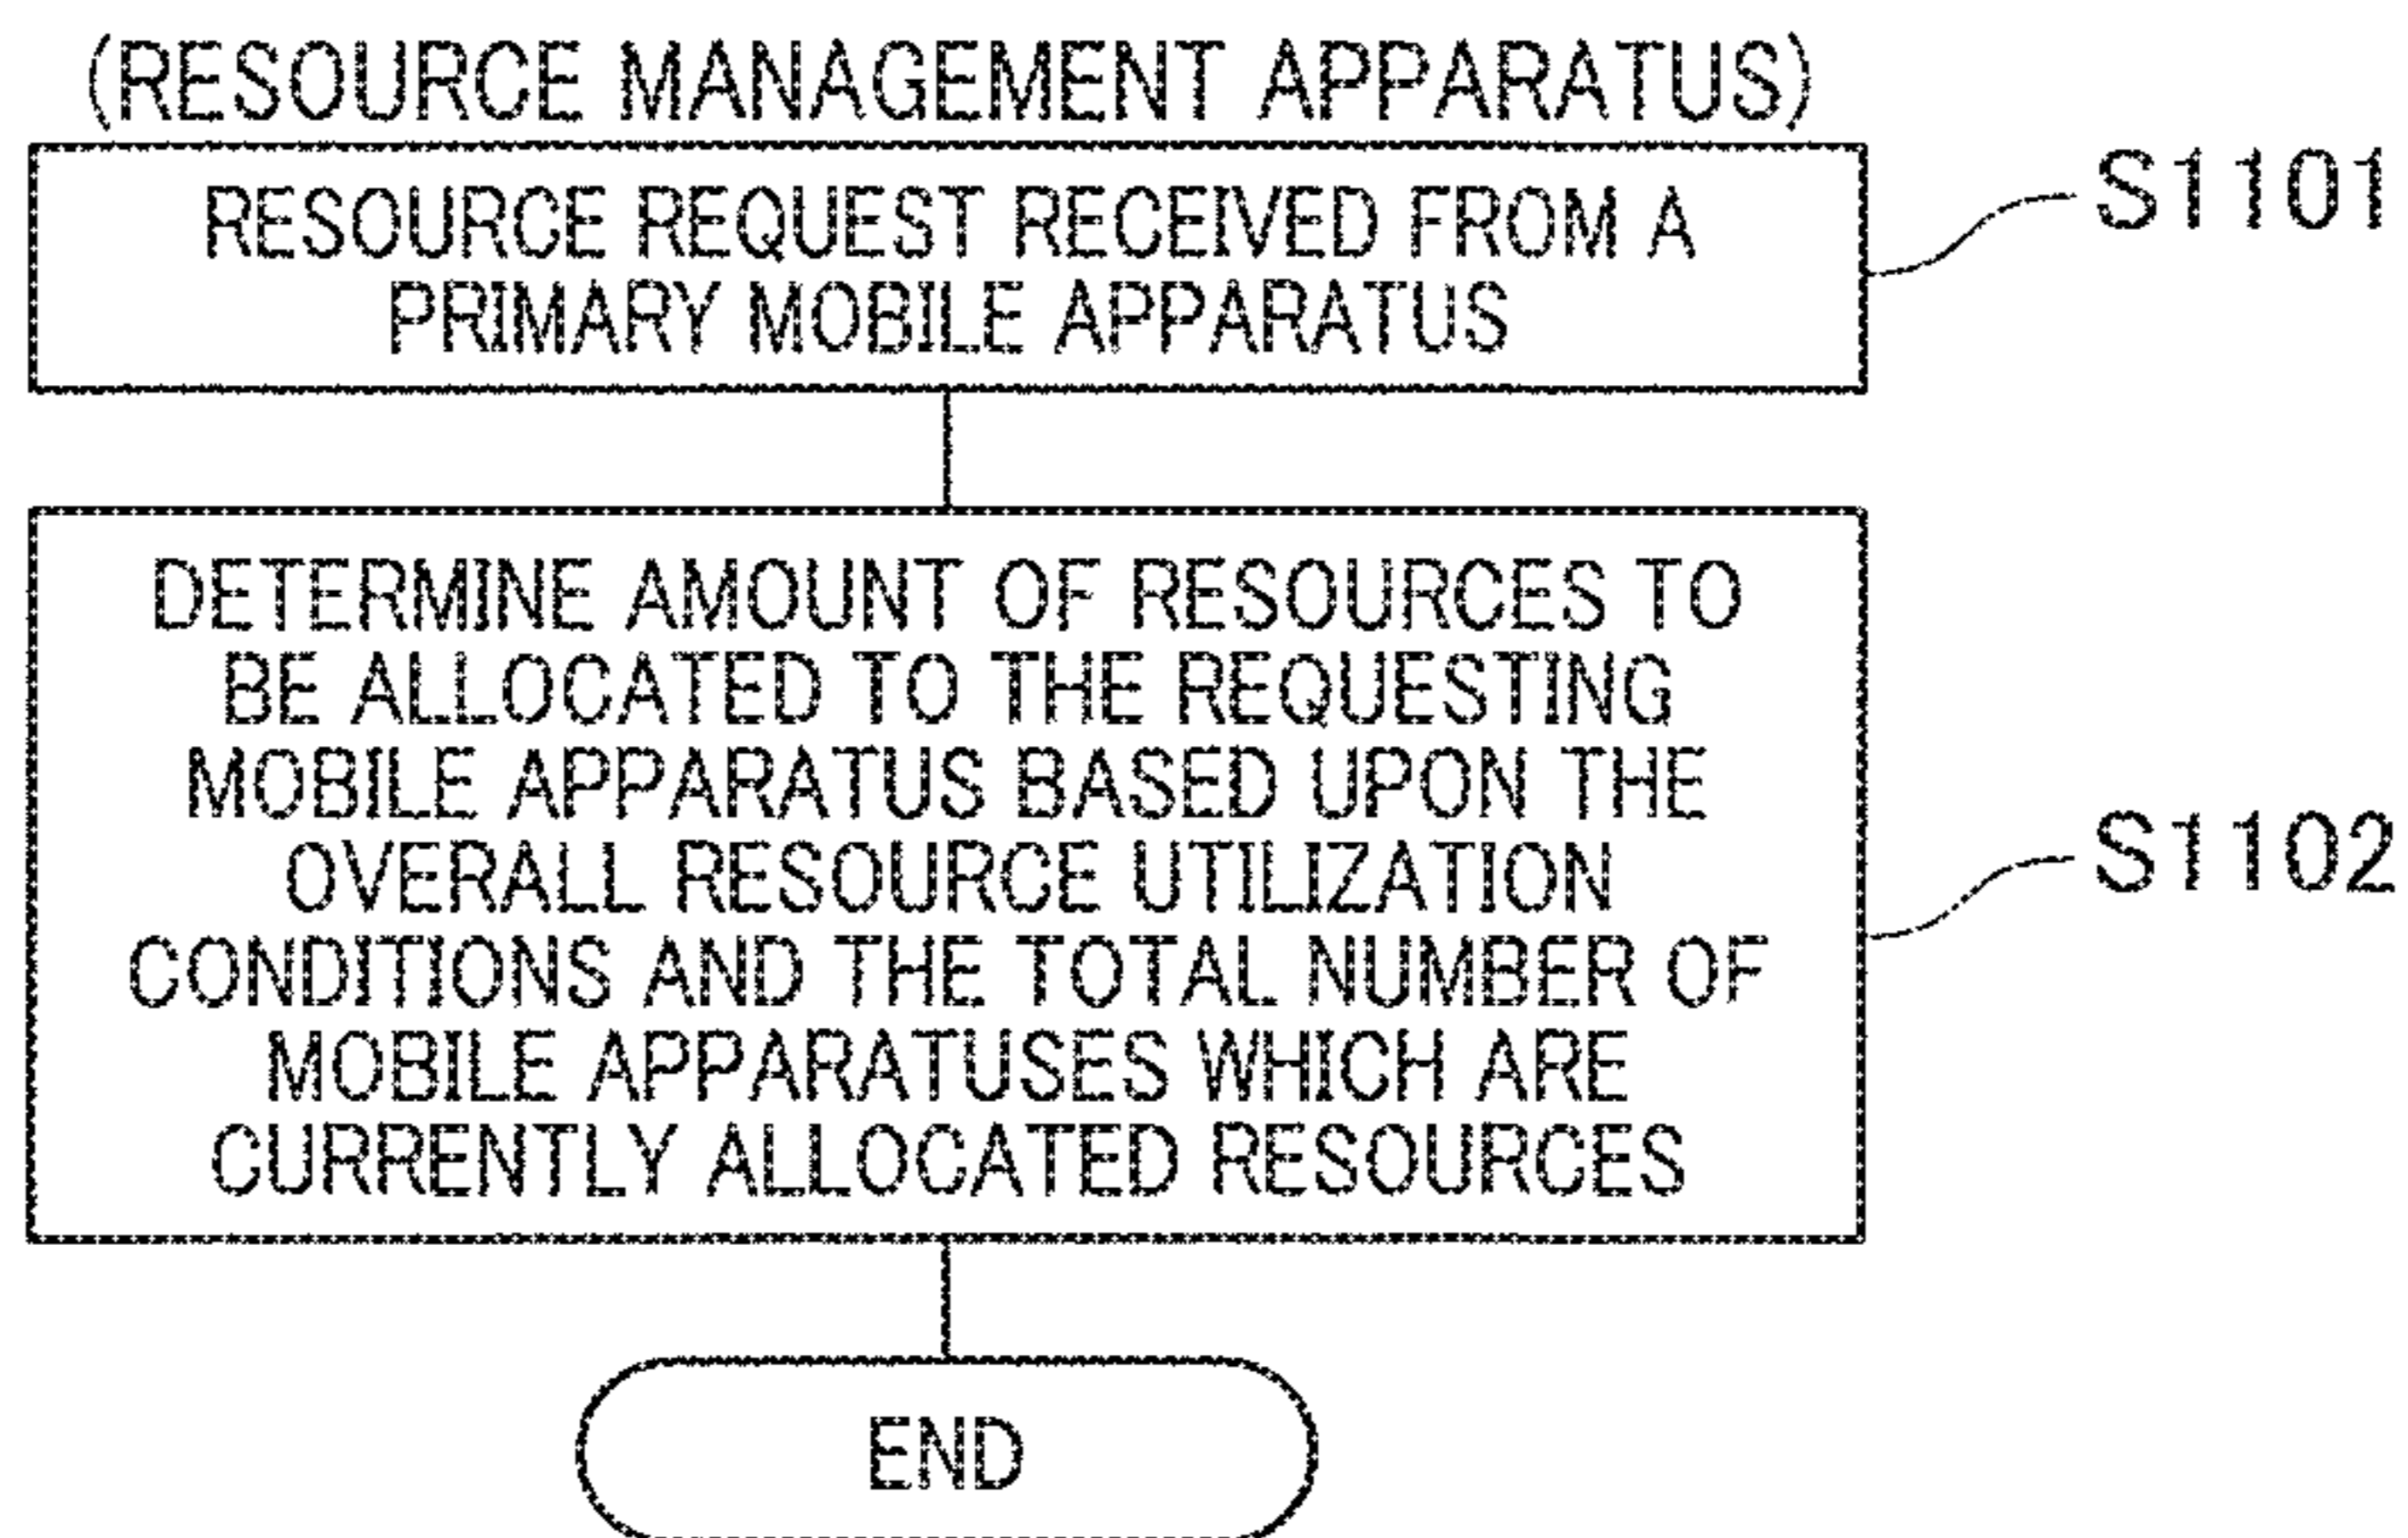 (RESOURCE MANAGEMENT APPARATUS)
RESOURCE REQUEST RECEIVED FROM A
PRIMARY MOBILE APPARATUS
S1101
DETERMINE AMOUNT OF RESOURCES TO
BE ALLOCATED TO THE REQUESTING
MOBILE APPARATUS BASED UPON THE
OVERALL RESOURCE UTILIZATION
CONDITIONS AND THE TOTAL NUMBER OF
MOBILE APPARATUSES WHICH ARE
CURRENTLY ALLOCATED RESOURCES
S1102
END